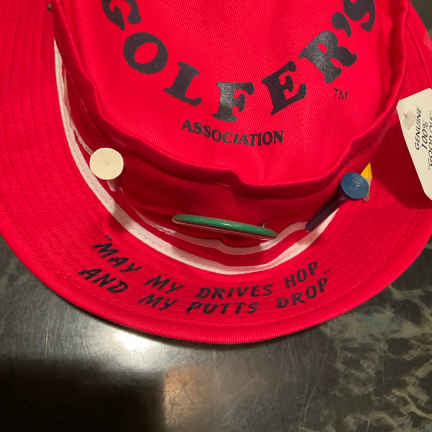 GOLFER'S
TM
ASSOCIATION
GENUINE
100%
"MAY MY DRIVES HOP
AND MY PUTTS DROP"